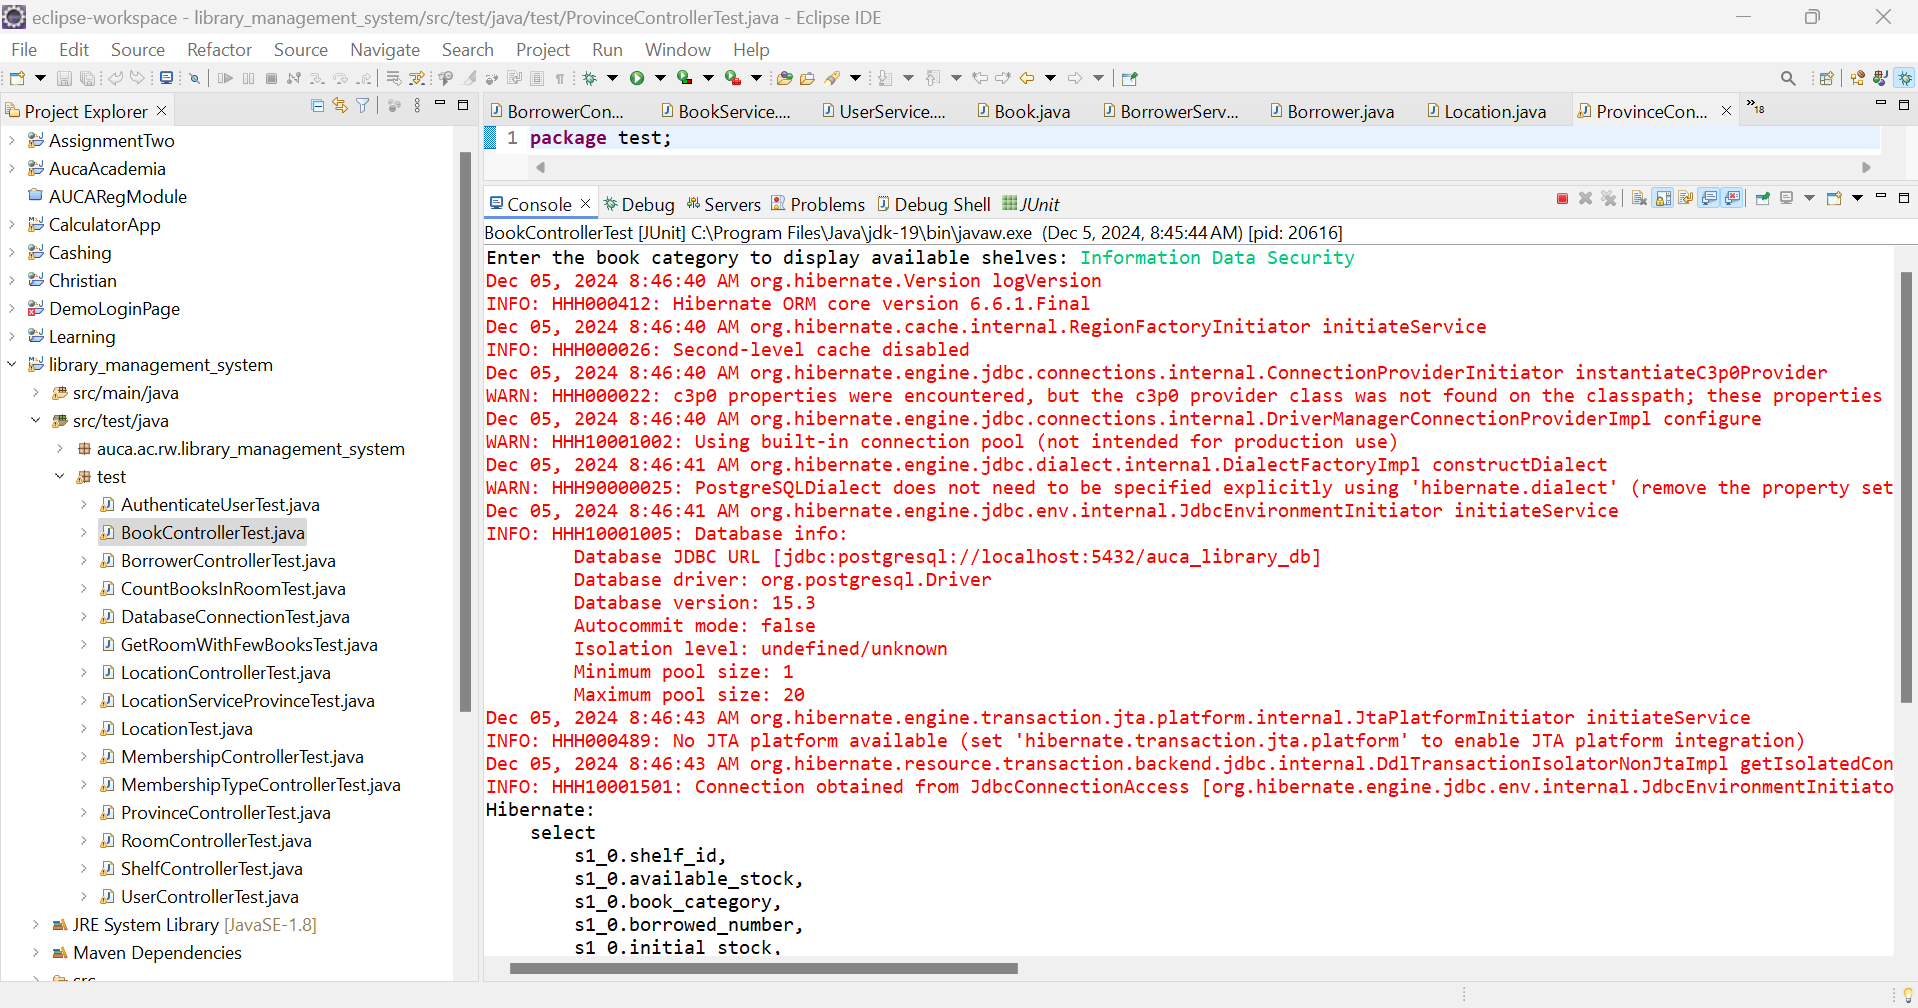 eclipse-workspace - library_management_system/src/test/java/test/ProvinceControllerTest.java - Eclipse IDE
File Edit Source Refactor Source Navigate Search Project Run Window Help
Project Explorer
AssignmentTwo
AucaAcademia
AUCARegModule
CalculatorApp
Cashing
Christian
DemoLoginPage
Learning
library_management_system
src/main/java
src/test/java
auca.ac.rw.library_management_system
test
AuthenticateUserTest.java
BookControllerTest.java
BorrowerControllerTest.java
CountBooksInRoomTest.java
DatabaseConnectionTest.java
GetRoomWithFewBooksTest.java
LocationControllerTest.java
LocationServiceProvinceTest.java
LocationTest.java
MembershipControllerTest.java
MembershipTypeControllerTest.java
ProvinceControllerTest.java
RoomControllerTest.java
ShelfControllerTest.java
UserControllerTest.java
JRE System Library [JavaSE-1.8]
Maven Dependencies
src
BorrowerCon... BookService.... UserService.... Book.java BorrowerServ... Borrower.java Location.java ProvinceCon... »18
1 package test;
Console Debug Servers Problems Debug Shell JUnit
BookControllerTest [JUnit] C:\Program Files\Java\jdk-19\bin\javaw.exe (Dec 5, 2024, 8:45:44 AM) [pid: 20616]
Enter the book category to display available shelves: Information Data Security
Dec 05, 2024 8:46:40 AM org.hibernate.Version logVersion
INFO: HHH000412: Hibernate ORM core version 6.6.1.Final
Dec 05, 2024 8:46:40 AM org.hibernate.cache.internal.RegionFactoryInitiator initiateService
INFO: HHH000026: Second-level cache disabled
Dec 05, 2024 8:46:40 AM org.hibernate.engine.jdbc.connections.internal.ConnectionProviderInitiator instantiateC3p0Provider
WARN: HHH000022: c3p0 properties were encountered, but the c3p0 provider class was not found on the classpath; these properties
Dec 05, 2024 8:46:40 AM org.hibernate.engine.jdbc.connections.internal.DriverManagerConnectionProviderImpl configure
WARN: HHH10001002: Using built-in connection pool (not intended for production use)
Dec 05, 2024 8:46:41 AM org.hibernate.engine.jdbc.dialect.internal.DialectFactoryImpl constructDialect
WARN: HHH90000025: PostgreSQLDialect does not need to be specified explicitly using 'hibernate.dialect' (remove the property set
Dec 05, 2024 8:46:41 AM org.hibernate.engine.jdbc.env.internal.JdbcEnvironmentInitiator initiateService
INFO: HHH10001005: Database info:
Database JDBC URL [jdbc:postgresql://localhost:5432/auca_library_db]
Database driver: org.postgresql.Driver
Database version: 15.3
Autocommit mode: false
Isolation level: undefined/unknown
Minimum pool size: 1
Maximum pool size: 20
Dec 05, 2024 8:46:43 AM org.hibernate.engine.transaction.jta.platform.internal.JtaPlatformInitiator initiateService
INFO: HHH000489: No JTA platform available (set 'hibernate.transaction.jta.platform' to enable JTA platform integration)
Dec 05, 2024 8:46:43 AM org.hibernate.resource.transaction.backend.jdbc.internal.DdlTransactionIsolatorNonJtaImpl getIsolatedCon
INFO: HHH10001501: Connection obtained from JdbcConnectionAccess [org.hibernate.engine.jdbc.env.internal.JdbcEnvironmentInitiato
Hibernate:
select
s1_0.shelf_id,
s1_0.available_stock,
s1_0.book_category,
s1_0.borrowed_number,
s1_0.initial_stock,